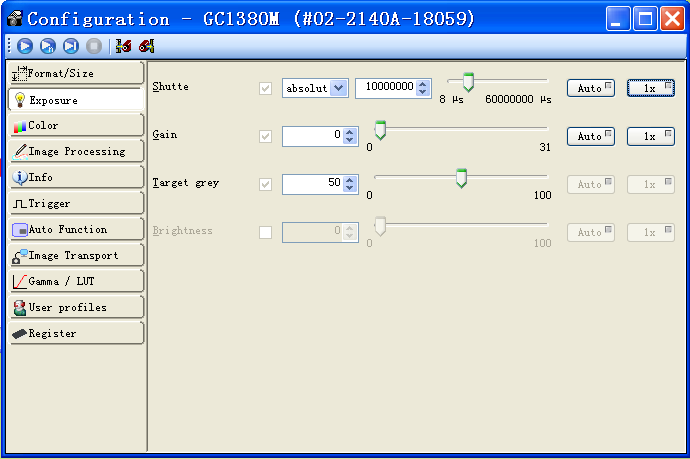 Configuration - GC1380M (#02-2140A-18059)
Format/Size
Exposure
Color
Image Processing
Info
Trigger
Auto Function
Image Transport
Gamma / LUT
User profiles
Register
Shutte
absolut
10000000
8 µs
60000000 µs
Auto
1x
Gain
0
0
31
Auto
1x
Target grey
50
0
100
Auto
1x
Brightness
0
0
100
Auto
1x